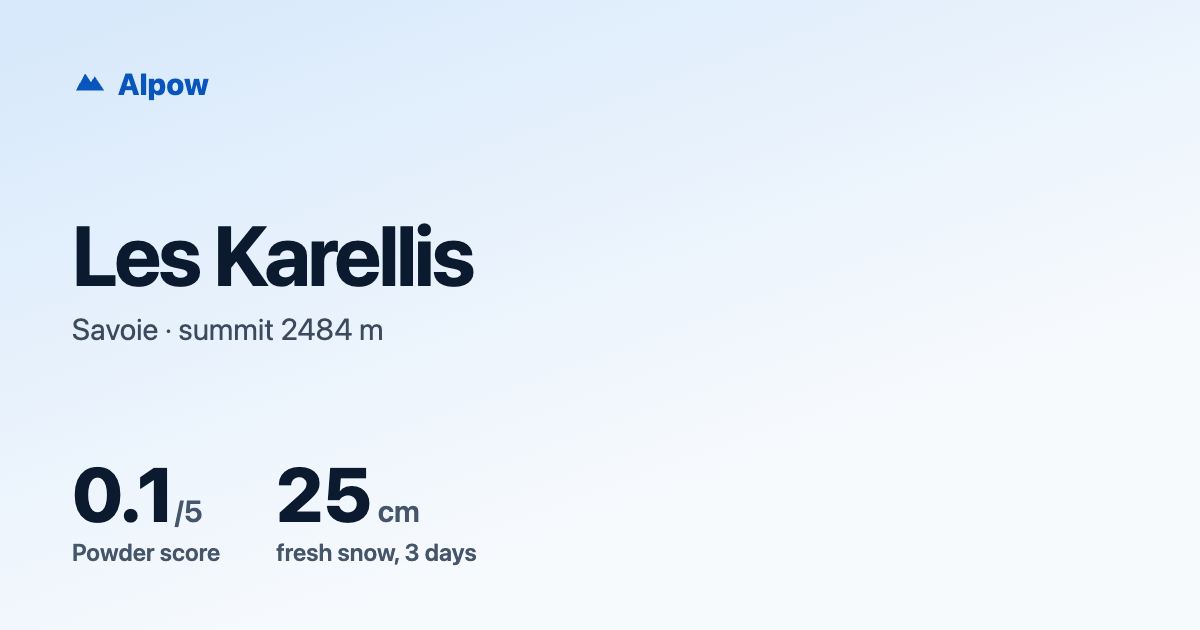 Alpow
Les Karellis
Savoie · summit 2484 m
0.1/5
Powder score
25 cm
fresh snow, 3 days